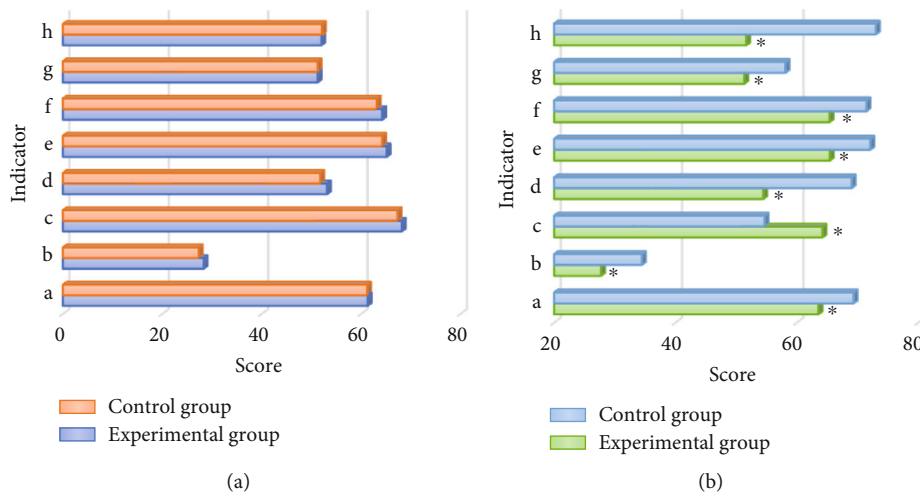 h
g
f
e
d
c
b
a
Indicator
0 20 40 60 80
Score
Control group
Experimental group
(a)
h
*
g
*
f
*
e
*
d
*
c
*
b
*
a
*
Indicator
20 40 60 80
Score
Control group
Experimental group
(b)